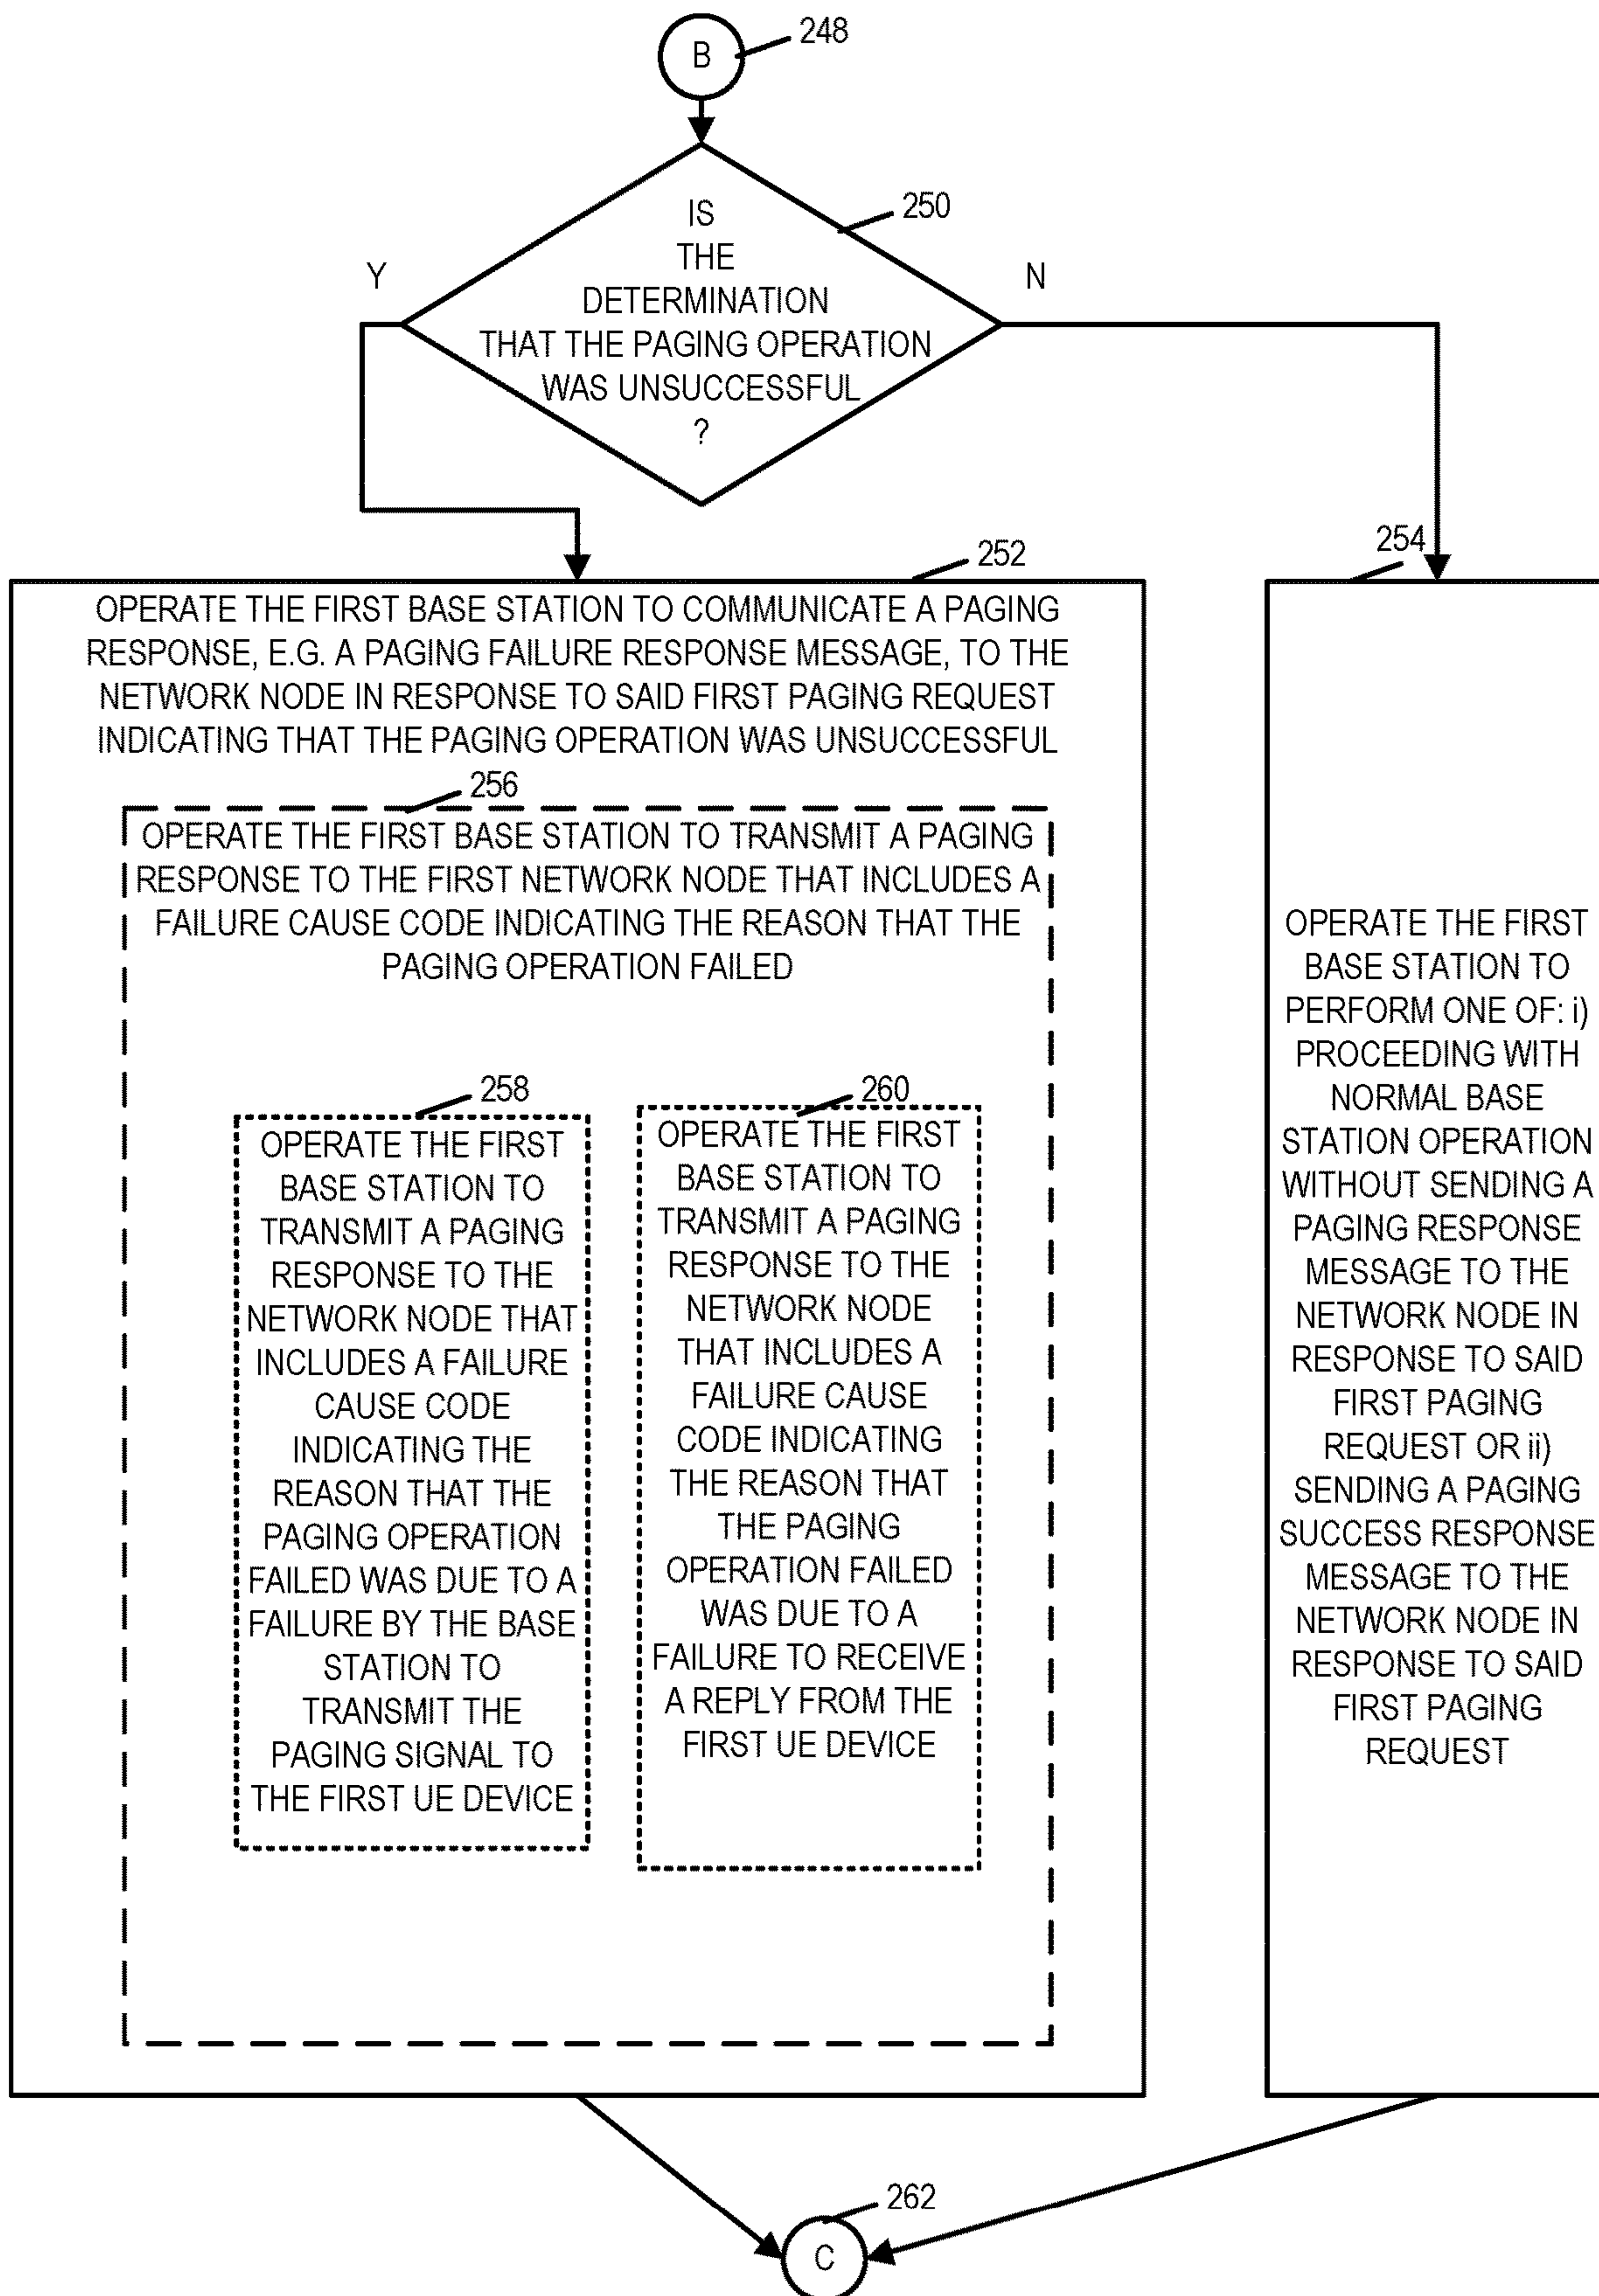 B
248
IS
THE
DETERMINATION
THAT THE PAGING OPERATION
WAS UNSUCCESSFUL
?
250
Y
N
252
OPERATE THE FIRST BASE STATION TO COMMUNICATE A PAGING
RESPONSE, E.G. A PAGING FAILURE RESPONSE MESSAGE, TO THE
NETWORK NODE IN RESPONSE TO SAID FIRST PAGING REQUEST
INDICATING THAT THE PAGING OPERATION WAS UNSUCCESSFUL
256
OPERATE THE FIRST BASE STATION TO TRANSMIT A PAGING
RESPONSE TO THE FIRST NETWORK NODE THAT INCLUDES A
FAILURE CAUSE CODE INDICATING THE REASON THAT THE
PAGING OPERATION FAILED
258
OPERATE THE FIRST
BASE STATION TO
TRANSMIT A PAGING
RESPONSE TO THE
NETWORK NODE THAT
INCLUDES A FAILURE
CAUSE CODE
INDICATING THE
REASON THAT THE
PAGING OPERATION
FAILED WAS DUE TO A
FAILURE BY THE BASE
STATION TO
TRANSMIT THE
PAGING SIGNAL TO
THE FIRST UE DEVICE
260
OPERATE THE FIRST
BASE STATION TO
TRANSMIT A PAGING
RESPONSE TO THE
NETWORK NODE
THAT INCLUDES A
FAILURE CAUSE
CODE INDICATING
THE REASON THAT
THE PAGING
OPERATION FAILED
WAS DUE TO A
FAILURE TO RECEIVE
A REPLY FROM THE
FIRST UE DEVICE
254
OPERATE THE FIRST
BASE STATION TO
PERFORM ONE OF: i)
PROCEEDING WITH
NORMAL BASE
STATION OPERATION
WITHOUT SENDING A
PAGING RESPONSE
MESSAGE TO THE
NETWORK NODE IN
RESPONSE TO SAID
FIRST PAGING
REQUEST OR ii)
SENDING A PAGING
SUCCESS RESPONSE
MESSAGE TO THE
NETWORK NODE IN
RESPONSE TO SAID
FIRST PAGING
REQUEST
262
C